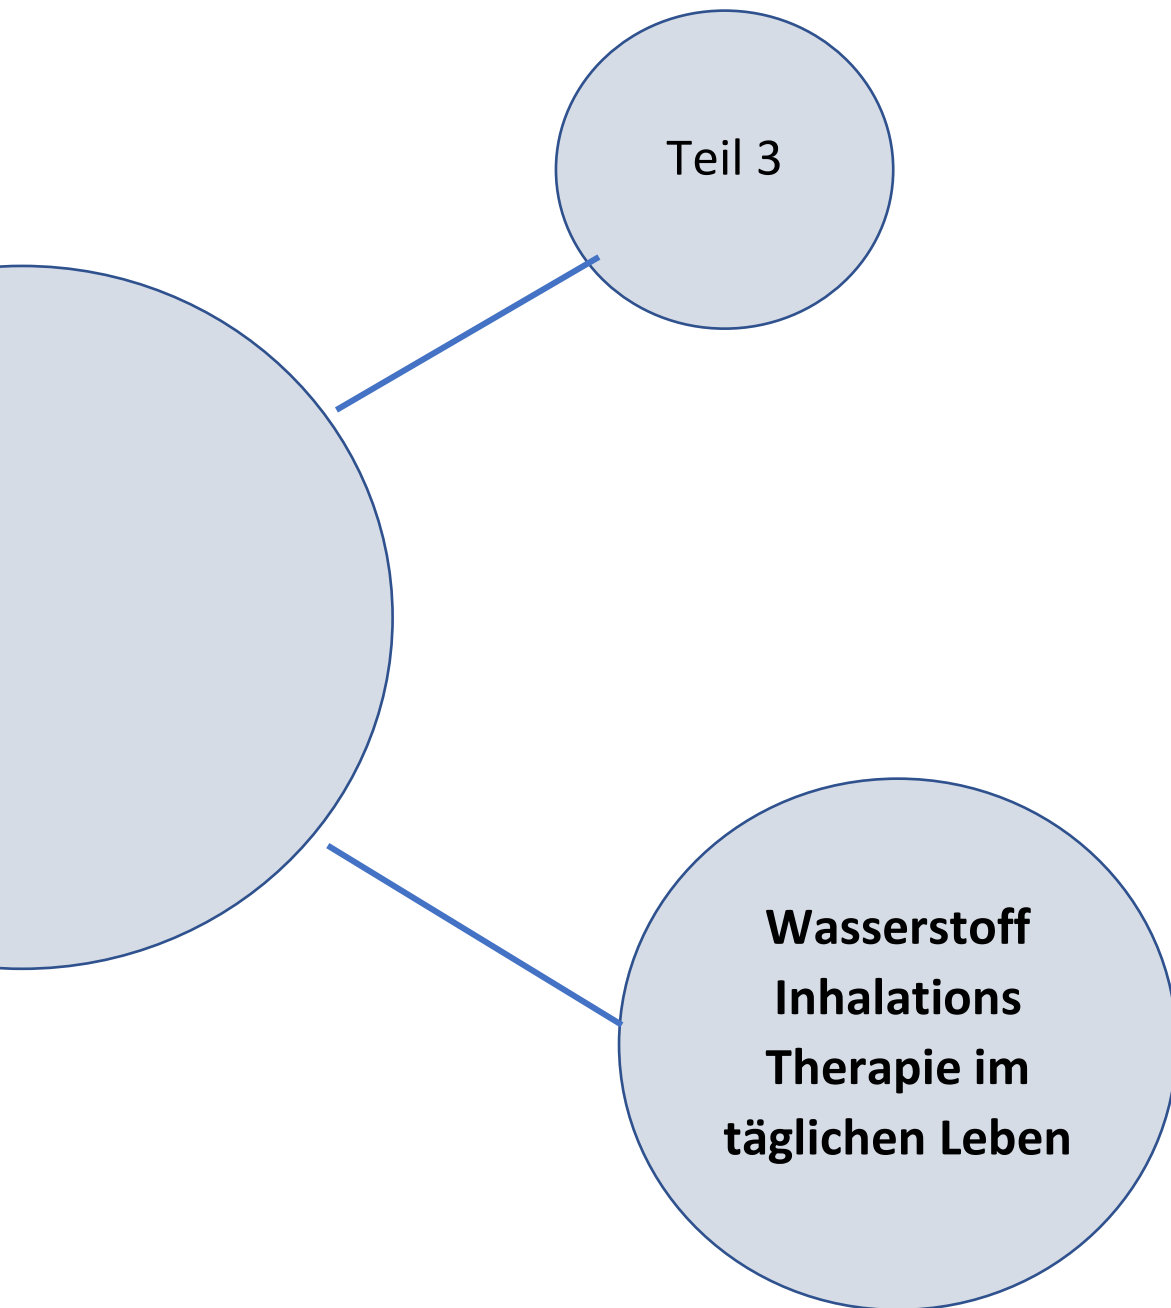 Teil 3
Wasserstoff
Inhalations
Therapie im
täglichen Leben